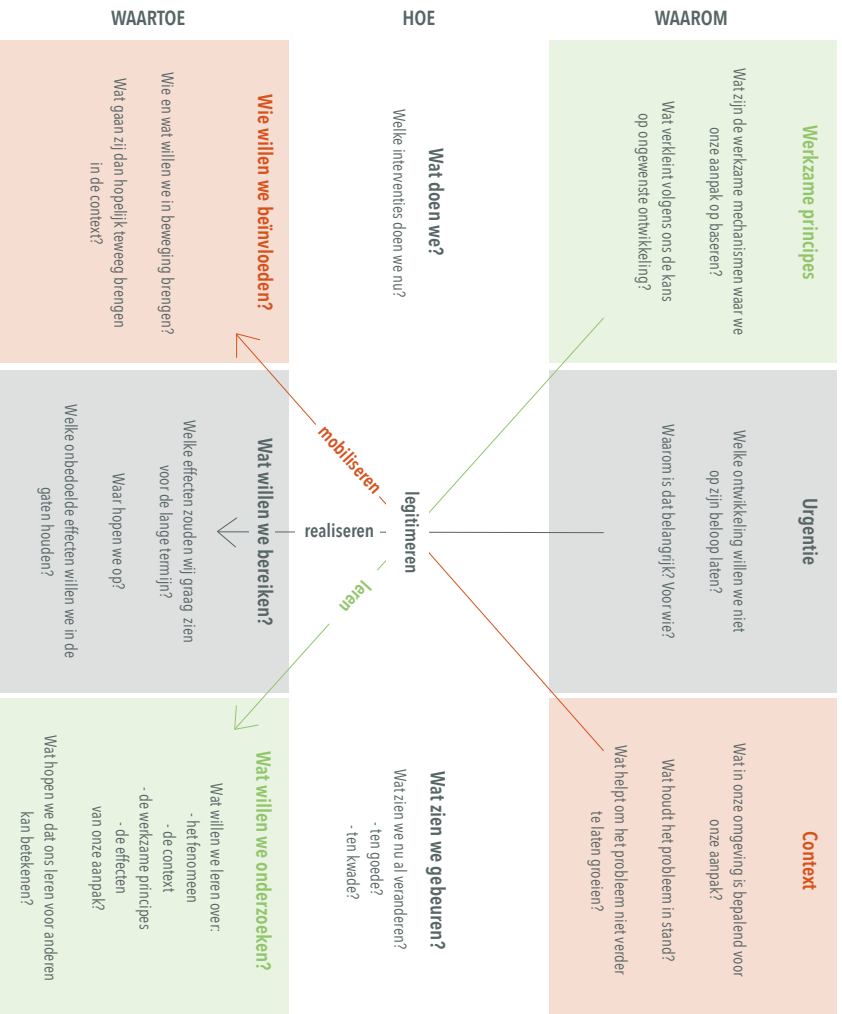 WAAROM
Werkzame principes
Wat zijn de werkzame mechanismen waar we
onze aanpak op baseren?
Wat verkleint volgens ons de kans
op ongewenste ontwikkeling?
Urgentie
Welke ontwikkeling willen we niet
op zijn beloop laten?
Waarom is dat belangrijk? Voor wie?
Context
Wat in onze omgeving is bepalend voor
onze aanpak?
Wat houdt het probleem in stand?
Wat helpt om het probleem niet verder
te laten groeien?
HOE
Wat doen we?
Welke interventies doen we nu?
legitimeren
mobiliseren
realiseren
leren
Wat zien we gebeuren?
Wat zien we nu al veranderen?
- ten goede?
- ten kwade?
WAARTOE
Wie willen we beïnvloeden?
Wie en wat willen we in beweging brengen?
Wat gaan zij dan hopelijk teweeg brengen
in de context?
Wat willen we bereiken?
Welke effecten zouden wij graag zien
voor de lange termijn?
Waar hopen we op?
Welke onbedoelde effecten willen we in de
gaten houden?
Wat willen we onderzoeken?
Wat willen we leren over:
- het fenomeen
- de context
- de werkzame principes
- de effecten
van onze aanpak?
Wat hopen we dat ons leren voor anderen
kan betekenen?